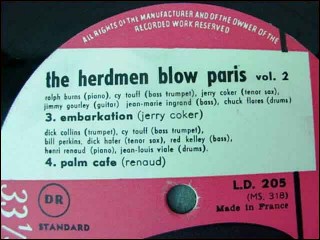 ALL RIGHTS OF THE MANUFACTURER AND OF THE OWNER OF THE
RECORDED WORK RESERVED
the herdmen blow paris vol. 2
ralph burns (piano), cy touff (bass trumpet), jerry coker (tenor sax),
jimmy gourley (guitar) jean-marie ingrand (bass), chuck flores (drums)
3. embarkation (jerry coker)
dick collins (trumpet), cy touff (bass trumpet),
bill perkins, dick hafer (tenor sax), red kelley (bass),
henri renaud (piano), jean-louis viale (drums).
4. palm cafe (renaud)
DR
STANDARD
33 1/
L.D. 205
(MS. 318)
Made in France